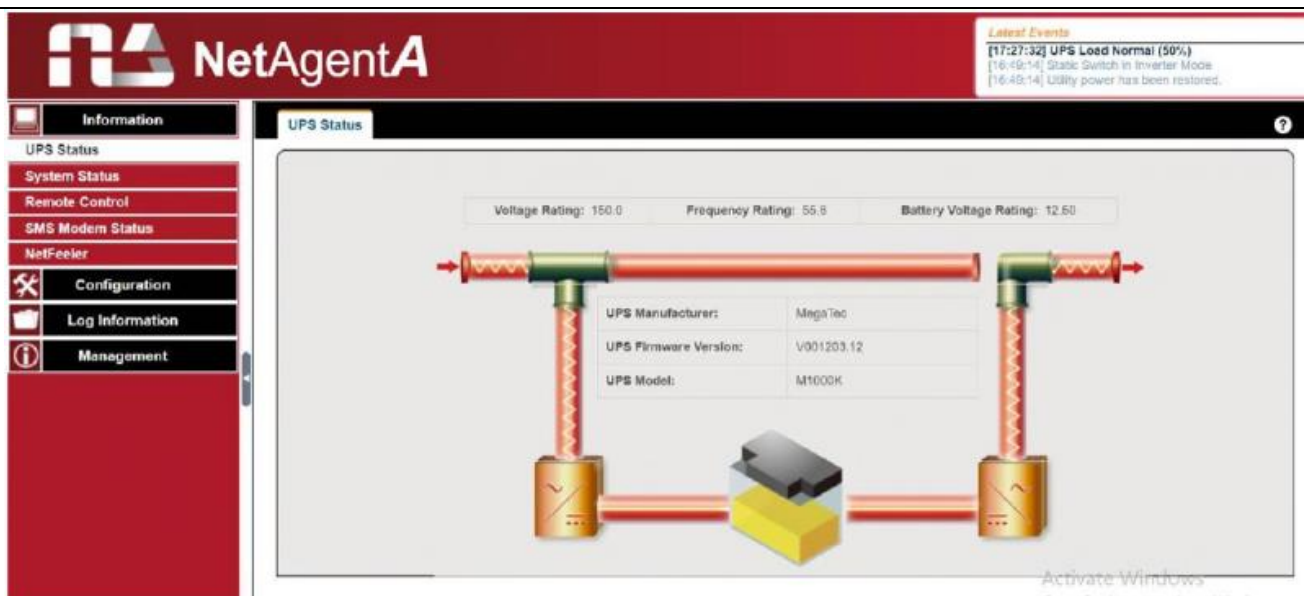 NetAgentA
Latest Events
[17:27:32] UPS Load Normal (50%)
[16:49:14] Static Switch in Inverter Mode
[16:49:14] Utility power has been restored.
Information
UPS Status
System Status
Remote Control
SMS Modem Status
NetFeeler
Configuration
Log Information
Management
UPS Status
?
Voltage Rating: 150.0 Frequency Rating: Battery Voltage Rating: 12.50
UPS Manufacturer: MegaTec
UPS Firmware Version: V001203.12
UPS Model: M1000K
Activate Windows